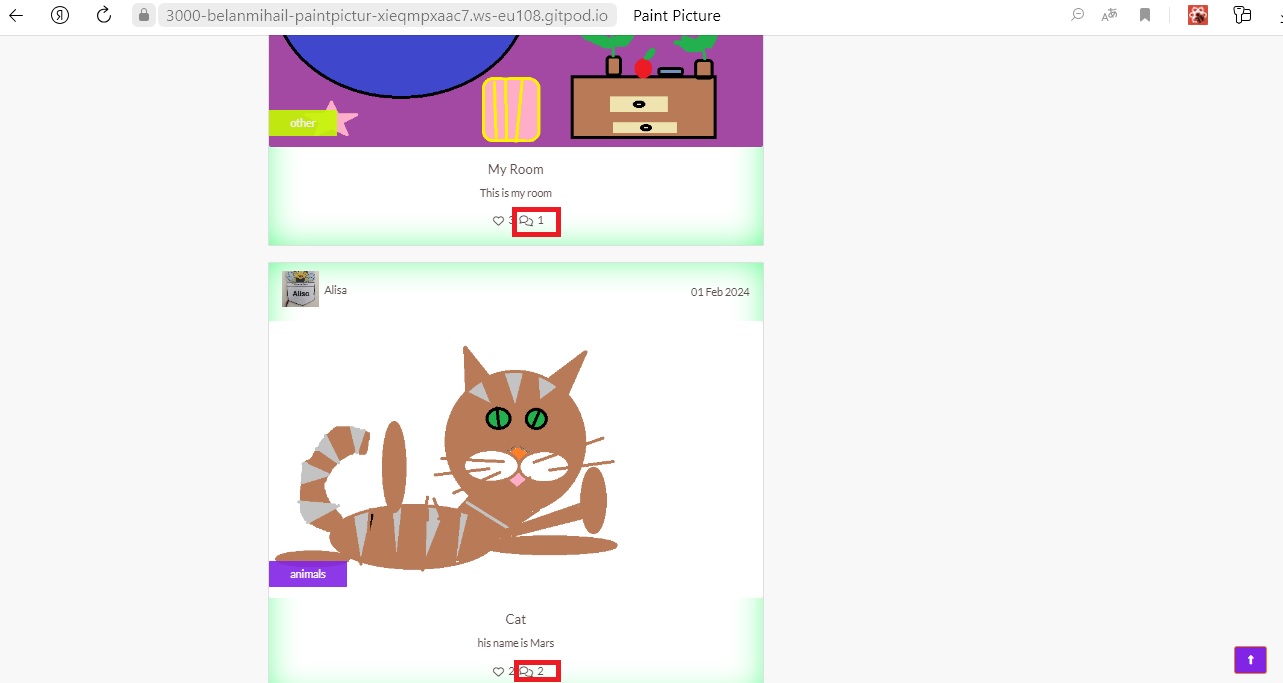 3000-belanmihail-paintpictur-xieqmpxaac7.ws-eu108.gitpod.io Paint Picture
other
My Room
This is my room
3 1
Alisa
Alisa 01 Feb 2024
animals
Cat
his name is Mars
2 2